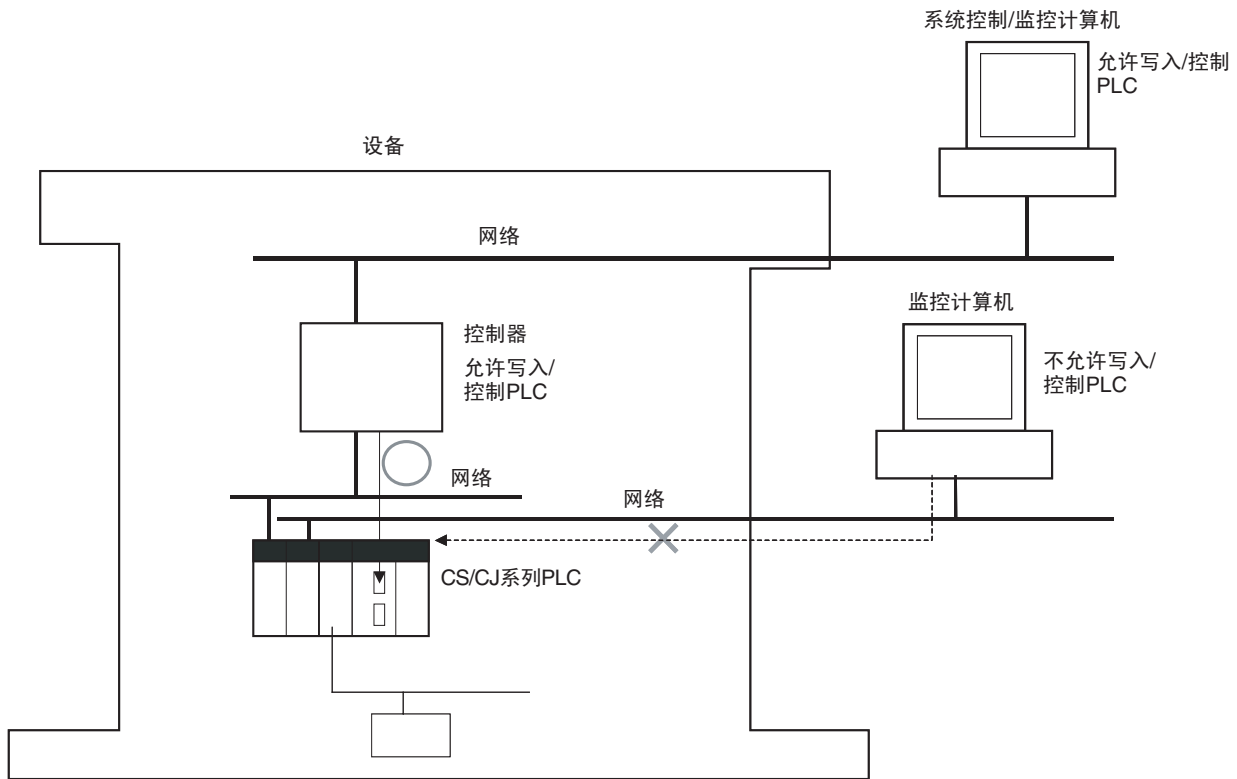 系统控制/监控计算机
允许写入/控制
PLC
设备
网络
监控计算机
控制器
允许写入/
控制PLC
不允许写入/
控制PLC
网络
网络
CS/CJ系列PLC